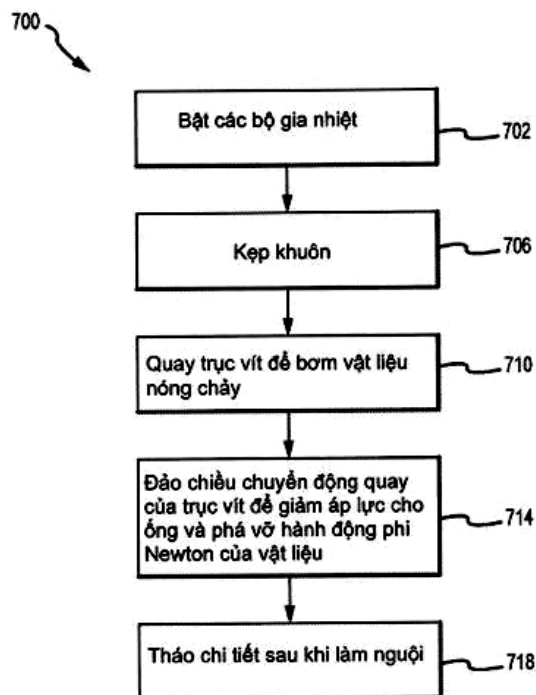 700
Bật các bộ gia nhiệt
702
Kẹp khuôn
706
Quay trục vít để bơm vật liệu
nóng chảy
710
Đảo chiều chuyển động quay
của trục vít để giảm áp lực cho
ống và phá vỡ hành động phi
Newton của vật liệu
714
Tháo chi tiết sau khi làm nguội
718